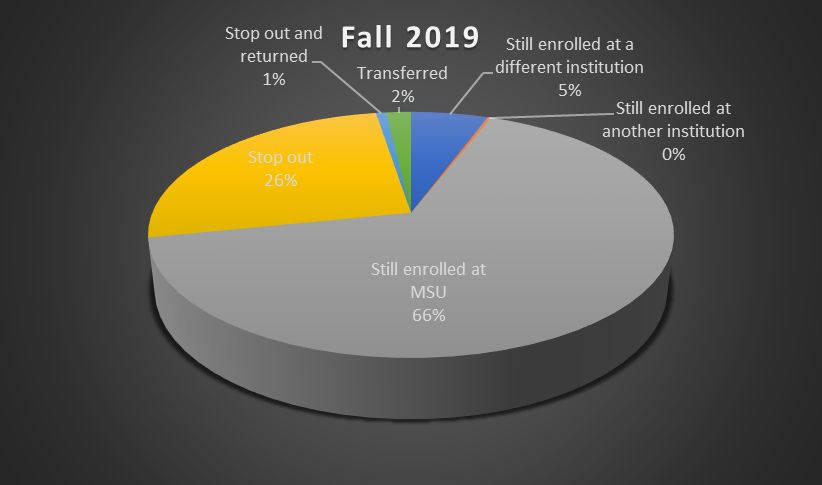 Fall 2019
Stop out and
returned
1%
Transferred
2%
Still enrolled at a
different institution
5%
Still enrolled at
another institution
0%
Stop out
26%
Still enrolled at
MSU
66%